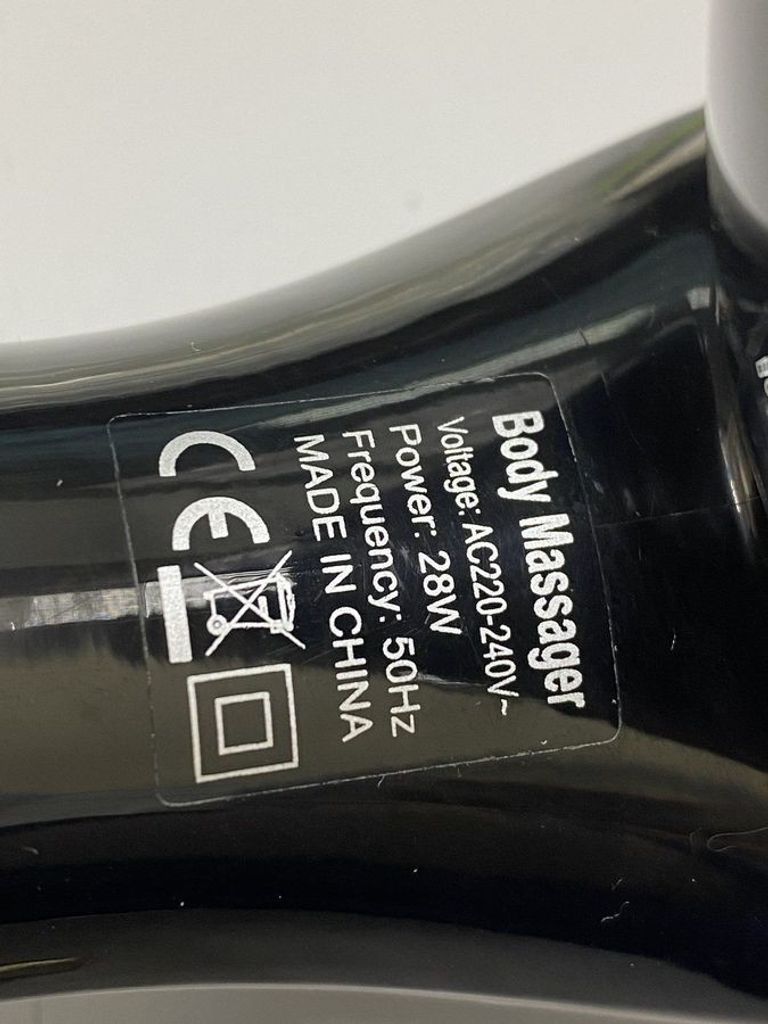 Body Massager
Voltage: AC220-240V~
Power: 28W
Frequency: 50Hz
MADE IN CHINA
CE